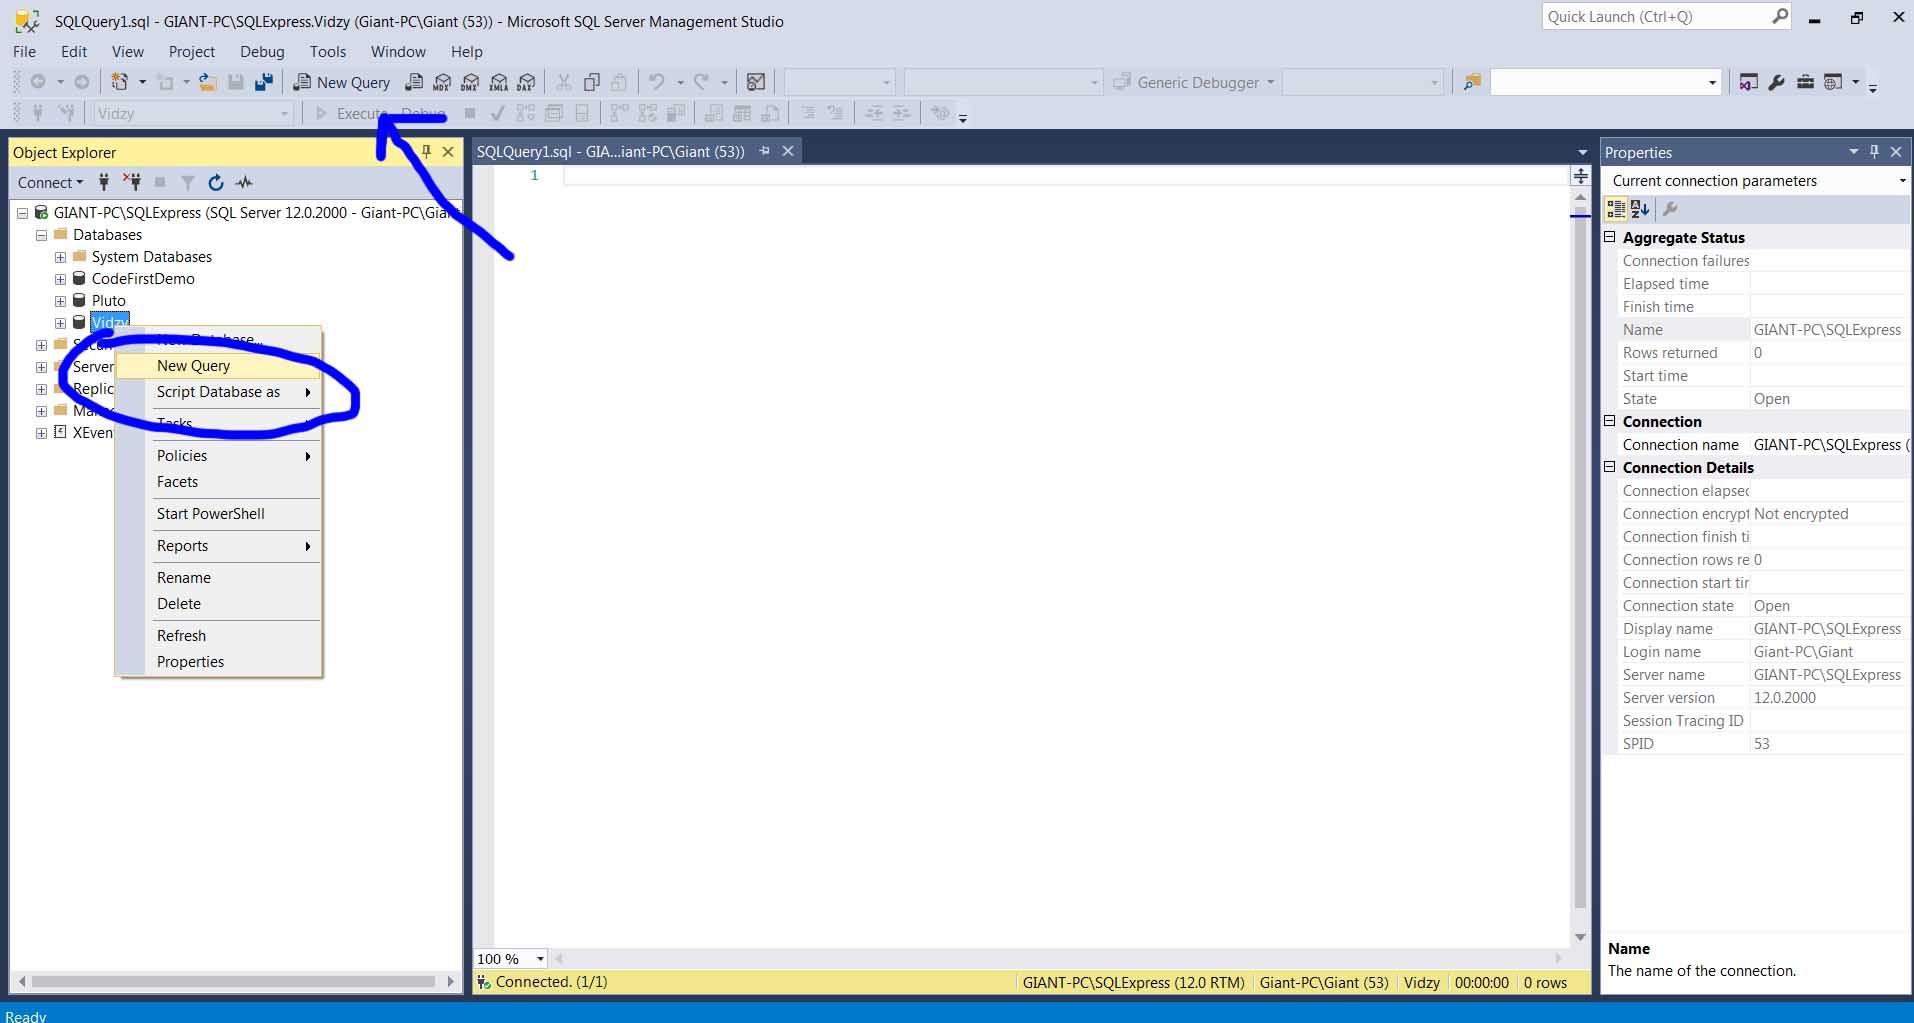 SQLQuery1.sql - GIANT-PC\SQLExpress.Vidzy (Giant-PC\Giant (53)) - Microsoft SQL Server Management Studio
Quick Launch (Ctrl+Q)
File Edit View Project Debug Tools Window Help
New Query MDX DMX XMLA DAX Generic Debugger
Vidzy Execute Debug
Object Explorer
Connect
GIANT-PC\SQLExpress (SQL Server 12.0.2000 - Giant-PC\Giant
Databases
System Databases
CodeFirstDemo
Pluto
Vidzy
Secur
Server
Replic
Mana
XEven
New Database...
New Query
Script Database as
Tasks
Policies
Facets
Start PowerShell
Reports
Rename
Delete
Refresh
Properties
SQLQuery1.sql - GIA...iant-PC\Giant (53))
1
100 %
Connected. (1/1) GIANT-PC\SQLExpress (12.0 RTM) Giant-PC\Giant (53) Vidzy 00:00:00 0 rows
Properties
Current connection parameters
Aggregate Status
Connection failures
Elapsed time
Finish time
Name GIANT-PC\SQLExpress
Rows returned 0
Start time
State Open
Connection
Connection name GIANT-PC\SQLExpress (
Connection Details
Connection elapsec
Connection encrypt Not encrypted
Connection finish ti
Connection rows re 0
Connection start tir
Connection state Open
Display name GIANT-PC\SQLExpress
Login name Giant-PC\Giant
Server name GIANT-PC\SQLExpress
Server version 12.0.2000
Session Tracing ID
SPID 53
Name
The name of the connection.
Ready